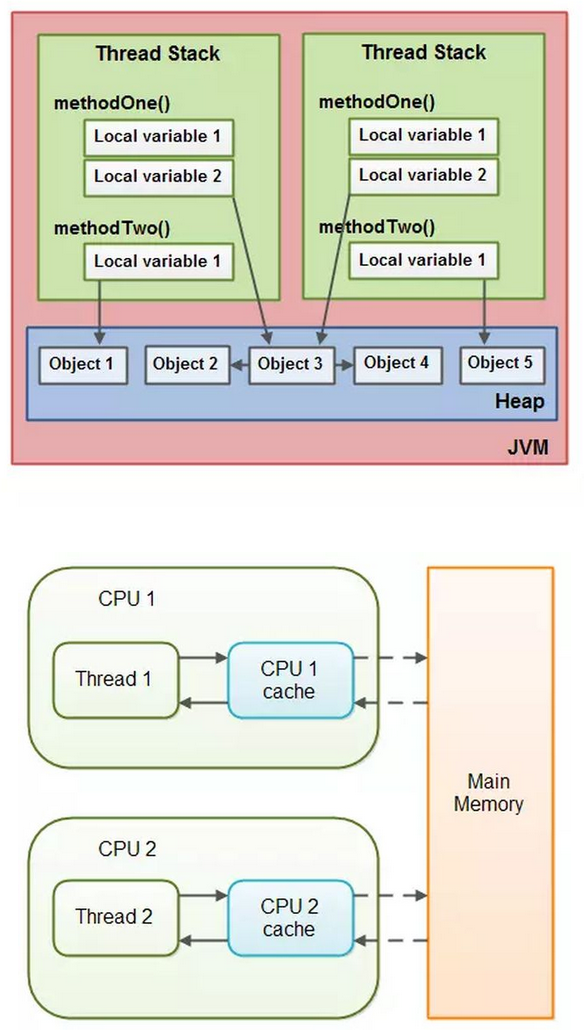 Thread Stack
methodOne()
Local variable 1
Local variable 2
methodTwo()
Local variable 1
Thread Stack
methodOne()
Local variable 1
Local variable 2
methodTwo()
Local variable 1
Object 1
Object 2
Object 3
Object 4
Object 5
Heap
JVM
CPU 1
Thread 1
CPU 1
cache
CPU 2
Thread 2
CPU 2
cache
Main
Memory